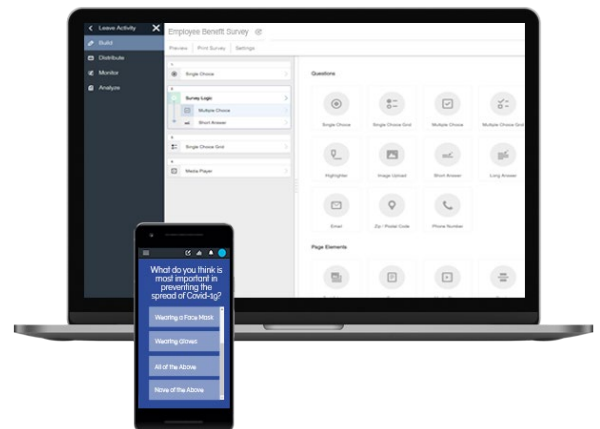 Leave Activity
Build
Distribute
Monitor
Analyze
Employee Benefit Survey
Preview
Print Survey
Settings
Single Choice
Survey Logic
Multiple Choice
Short Answer
Single Choice Grid
Media Player
Questions
Single Choice
Single Choice Grid
Multiple Choice
Multiple Choice Grid
Highlighter
Image Upload
Short Answer
Long Answer
Email
Zip - Postal Code
Phone Number
Page Elements
What do you think is
most important in
preventing the
spread of Covid-19?
Wearing a Face Mask
Wearing Gloves
All of the Above
None of the Above